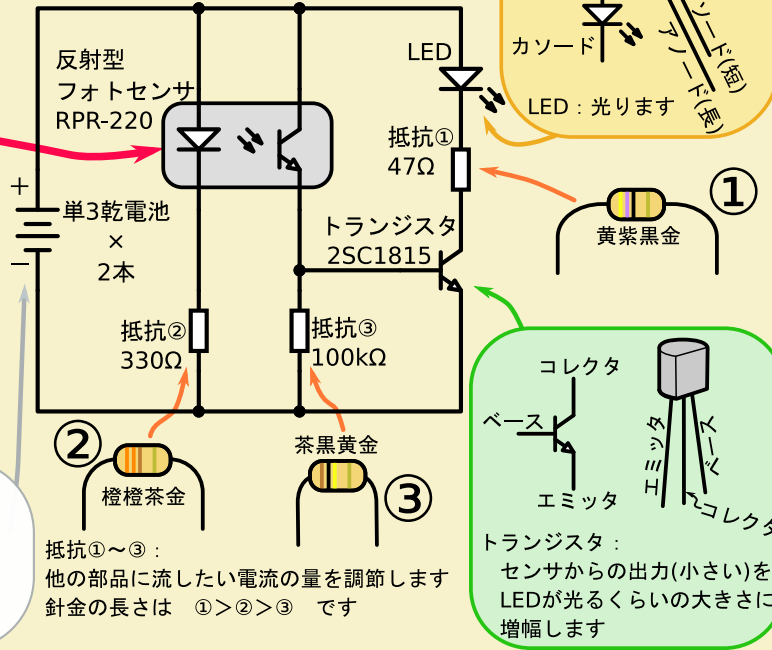 反射型
フォトセンサ
RPR-220
+
単3乾電池
×
2本
−
LED
抵抗①
47Ω
トランジスタ
2SC1815
抵抗②
330Ω
抵抗③
100kΩ
カソード
ソード(短)
アノード(長)
LED：光ります
①
黄紫黒金
②
橙橙茶金
茶黒黄金
③
抵抗①～③：
他の部品に流したい電流の量を調節します
針金の長さは　①>②>③　です
コレクタ
ベース
エミッタ
エミッタ
コレクタ
ベース
トランジスタ：
センサからの出力(小さい)を
LEDが光るくらいの大きさに
増幅します